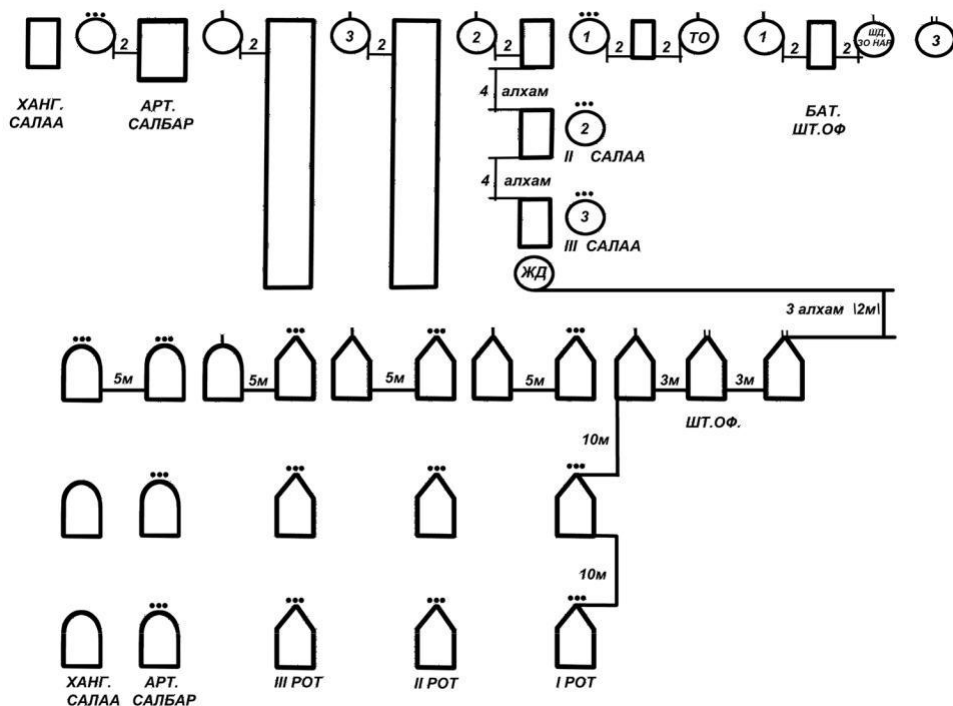 3 2 1 ТО 1 ШД, ЗО НАР 3
2 2 2 2 2 2 2 2
ХАНГ.
САЛАА
АРТ.
САЛБАР
4 алхам
БАТ.
ШТ.ОФ
2
II САЛАА
4 алхам
3
III САЛАА
ЖД
3 алхам \2м\
5м 5м 5м 5м 3м 3м
ШТ.ОФ.
10м
10м
ХАНГ.
САЛАА
АРТ.
САЛБАР
III РОТ
II РОТ
I РОТ